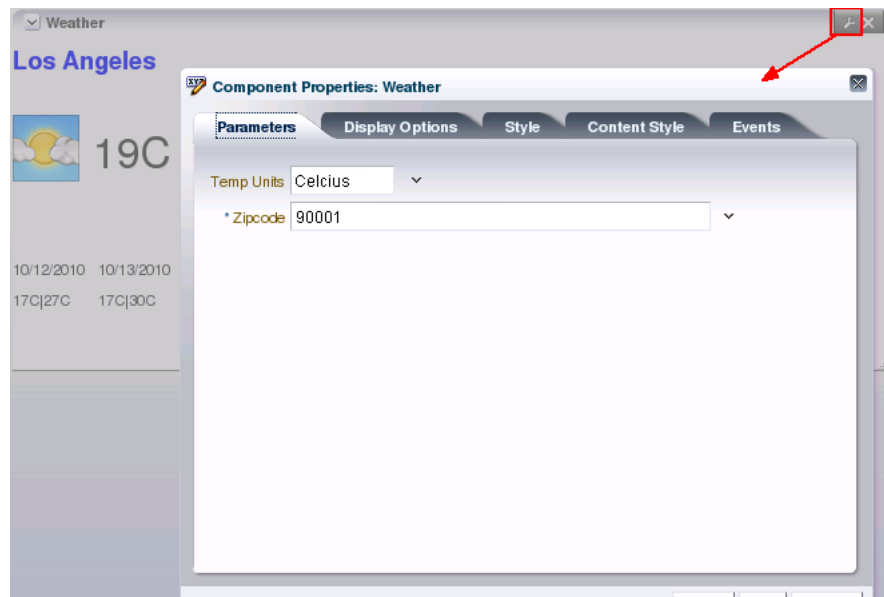 Weather
Los Angeles
Component Properties: Weather
Parameters Display Options Style Content Style Events
19C
Temp Units Celcius
* Zipcode 90001
10/12/2010 10/13/2010
17C|27C 17C|30C